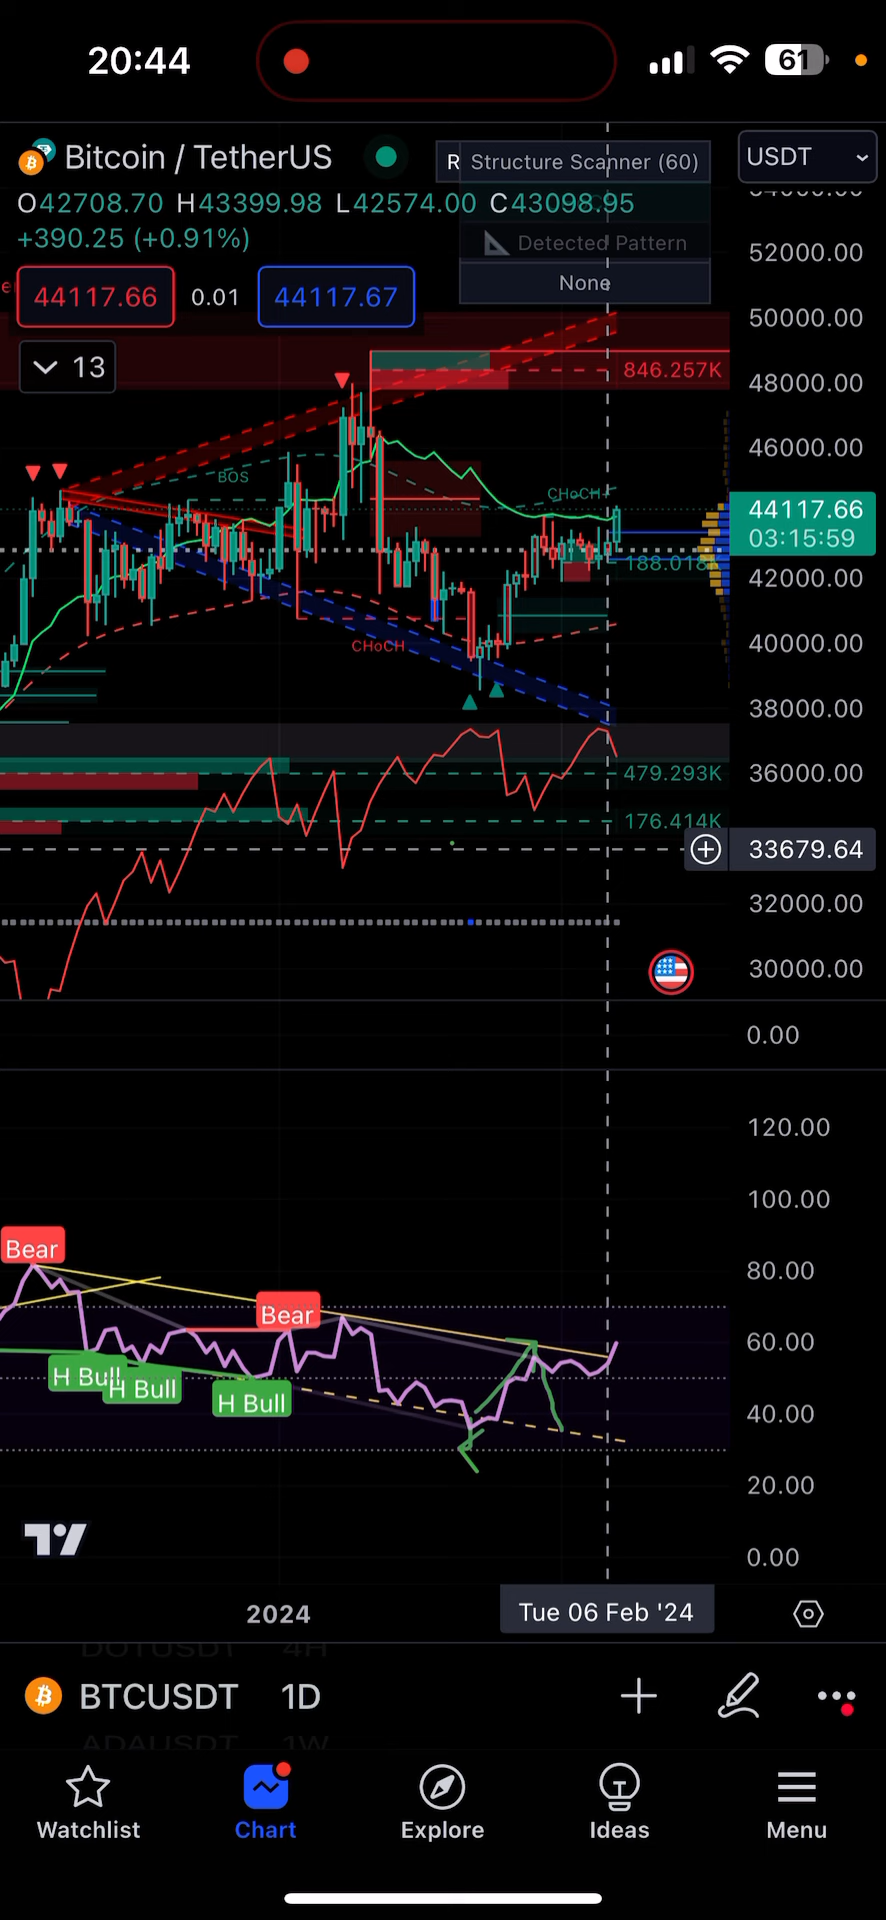 20:44
61
Bitcoin / TetherUS
R Structure Scanner (60)
USDT
O42708.70 H43399.98 L42574.00 C43098.95
+390.25 (+0.91%)
Detected Pattern
None
44117.66 0.01 44117.67
13
52000.00
50000.00
846.257K
48000.00
46000.00
BOS
CHoCH+
44117.66
03:15:59
188.018K
42000.00
40000.00
CHoCH
38000.00
479.293K
36000.00
176.414K
33679.64
32000.00
30000.00
0.00
120.00
100.00
Bear
80.00
Bear
60.00
H Bull
H Bull
H Bull
40.00
20.00
0.00
2024
Tue 06 Feb '24
DOTUSDT 4H
BTCUSDT 1D
ADAUSDT 1W
Watchlist
Chart
Explore
Ideas
Menu